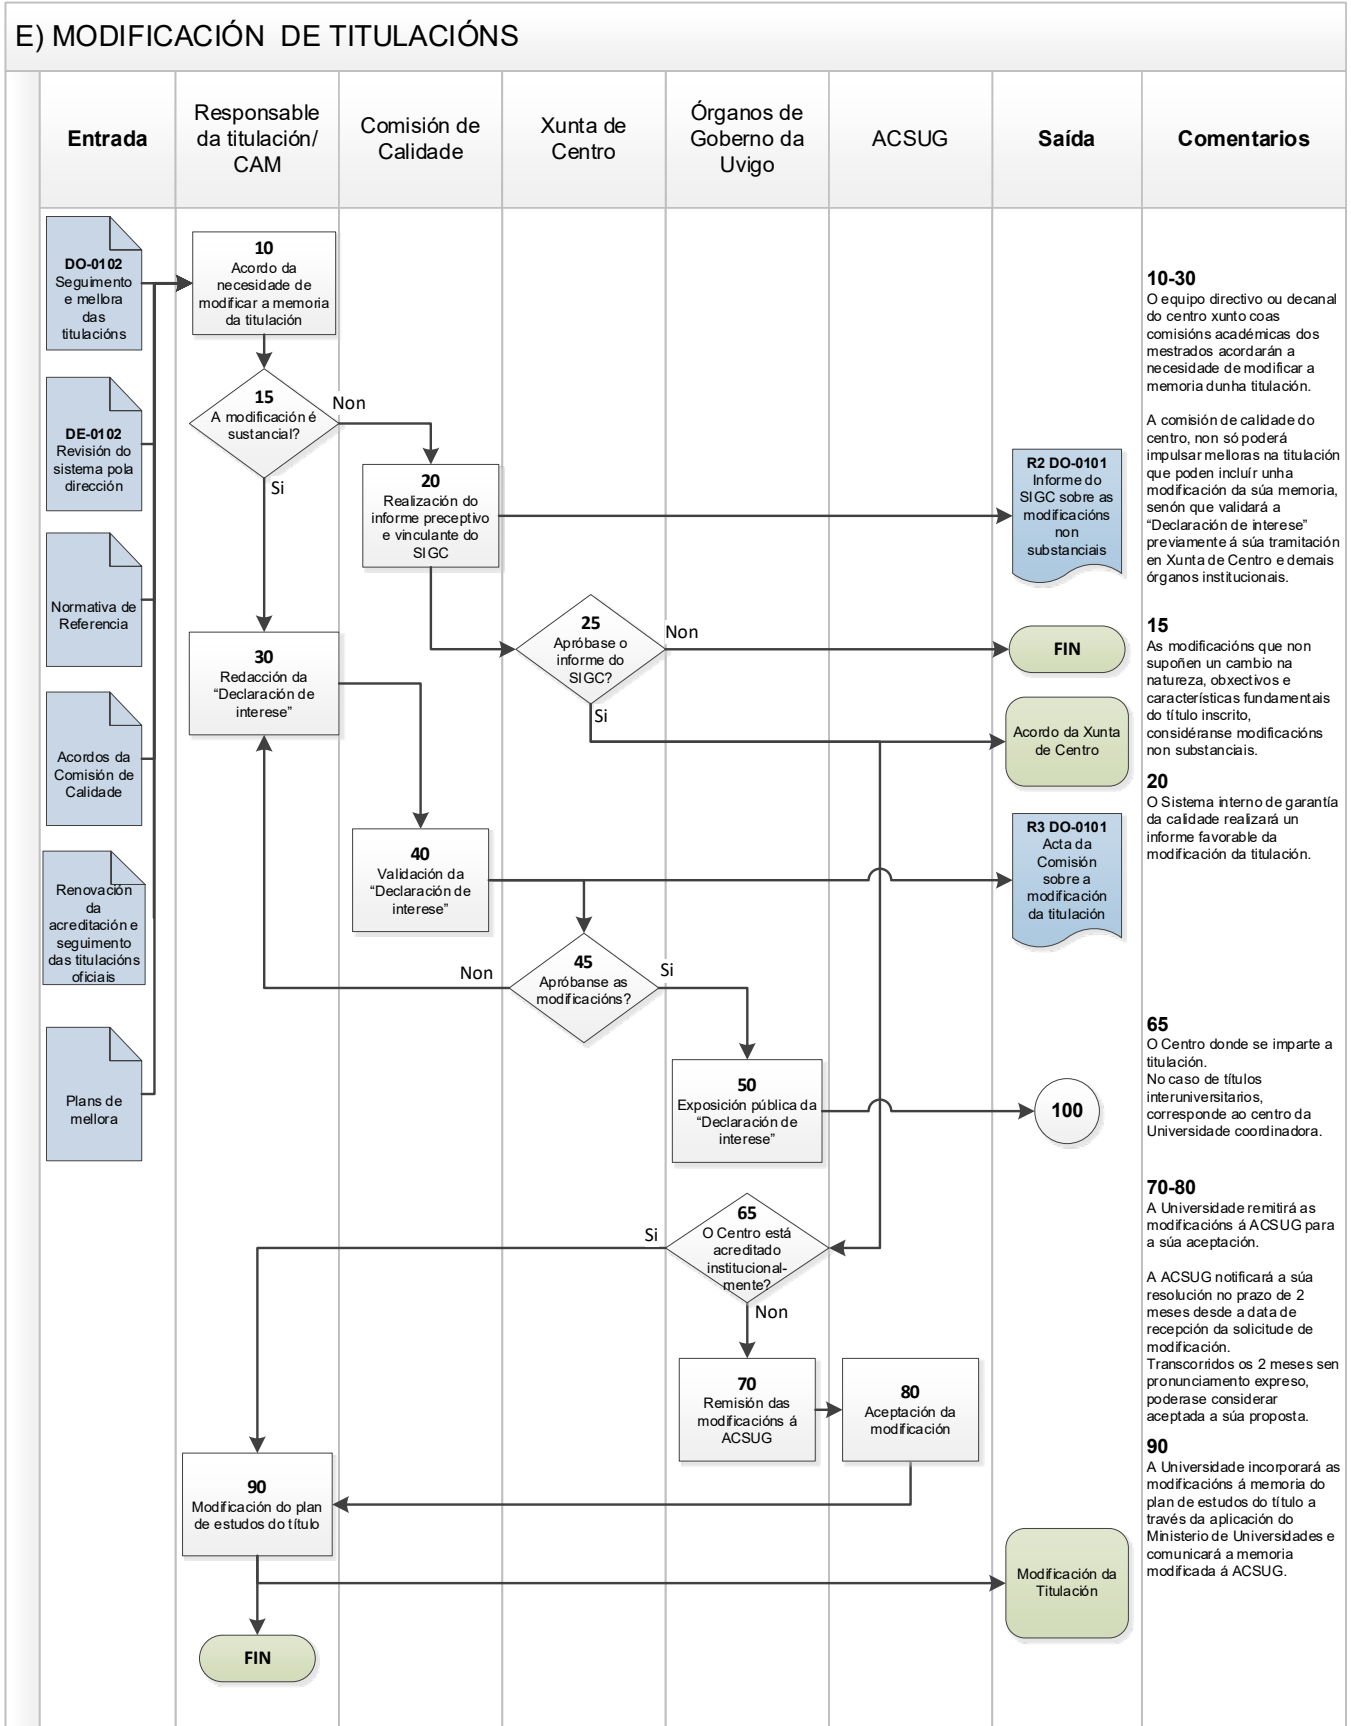 E) MODIFICACIÓN DE TITULACIÓNS
Entrada
Responsable
da titulación/
CAM
Comisión de
Calidade
Xunta de
Centro
Órganos de
Goberno da
Uvigo
ACSUG
Saída
Comentarios
DO-0102
Seguimento
e mellora
das
titulacións
DE-0102
Revisión do
sistema pola
dirección
Normativa de
Referencia
Acordos da
Comisión de
Calidade
Renovación
da
acreditación e
seguimento
das titulacións
oficiais
Plans de
mellora
10
Acordo da
necesidade de
modificar a memoria
da titulación
15
A modificación é
sustancial?
Non
Si
20
Realización do
informe preceptivo
e vinculante do
SIGC
R2 DO-0101
Informe do
SIGC sobre as
modificacións
non
substanciais
25
Apróbase o
informe do
SIGC?
Non
Si
FIN
Acordo da Xunta
de Centro
30
Redacción da
“Declaración de
interese”
40
Validación da
“Declaración de
interese”
R3 DO-0101
Acta da
Comisión
sobre a
modificación
da titulación
45
Apróbanse as
modificacións?
Non
Si
50
Exposición pública da
“Declaración de
interese”
100
65
O Centro está
acreditado
institucional-
mente?
Si
Non
70
Remisión das
modificacións á
ACSUG
80
Aceptación da
modificación
90
Modificación do plan
de estudos do título
Modificación da
Titulación
FIN
10-30
O equipo directivo ou decanal
do centro xunto coas
comisións académicas dos
mestrados acordarán a
necesidade de modificar a
memoria dunha titulación.
A comisión de calidade do
centro, non só poderá
impulsar melloras na titulación
que poden incluír unha
modificación da súa memoria,
senón que validará a
“Declaración de interese”
previamente á súa tramitación
en Xunta de Centro e demais
órganos institucionais.
15
As modificacións que non
supoñen un cambio na
natureza, obxectivos e
características fundamentais
do título inscrito,
considéranse modificacións
non substanciais.
20
O Sistema interno de garantía
da calidade realizará un
informe favorable da
modificación da titulación.
65
O Centro donde se imparte a
titulación.
No caso de títulos
interuniversitarios,
corresponde ao centro da
Universidade coordinadora.
70-80
A Universidade remitirá as
modificacións á ACSUG para
a súa aceptación.
A ACSUG notificará a súa
resolución no prazo de 2
meses desde a data de
recepción da solicitude de
modificación.
Transcorridos os 2 meses sen
pronunciamento expreso,
poderase considerar
aceptada a súa proposta.
90
A Universidade incorporará as
modificacións á memoria do
plan de estudos do título a
través da aplicación do
Ministerio de Universidades e
comunicará a memoria
modificada á ACSUG.